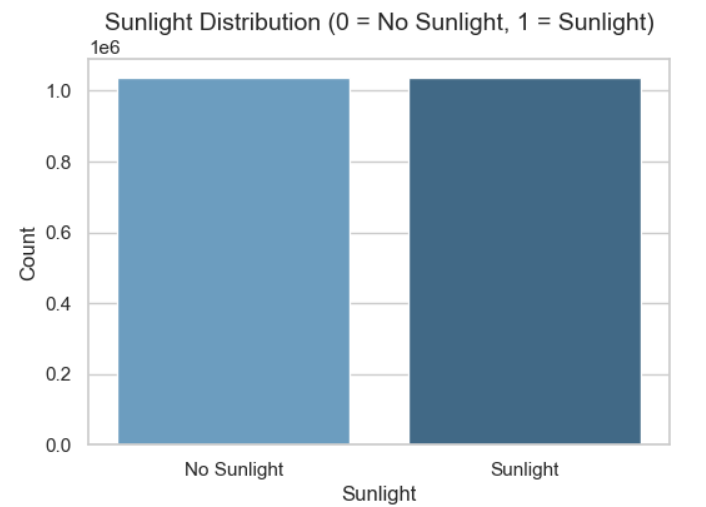 Sunlight Distribution (0 = No Sunlight, 1 = Sunlight)
1e6
1.0
0.8
0.6
0.4
0.2
0.0
Count
No Sunlight Sunlight
Sunlight